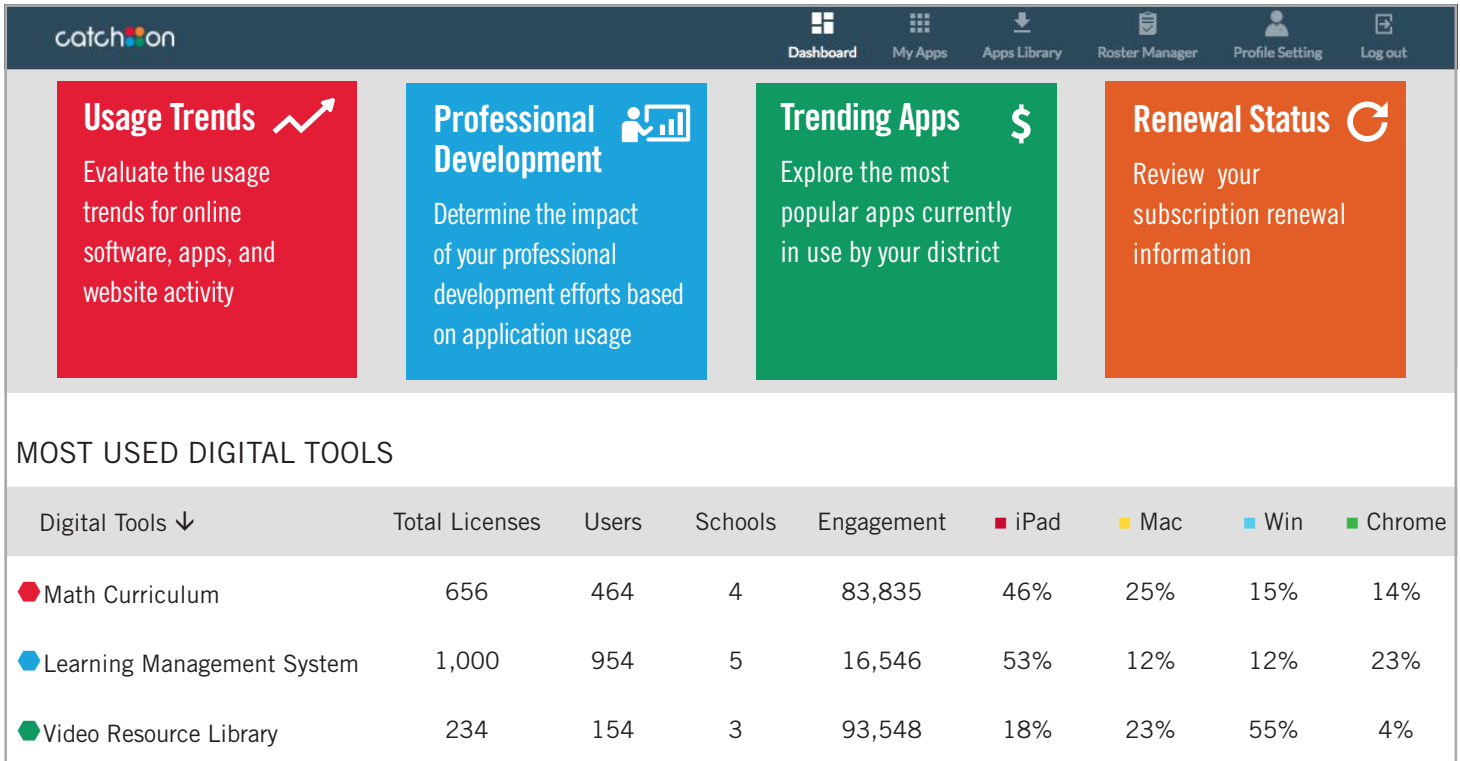 catch on
Dashboard
My Apps
Apps Library
Roster Manager
Profile Setting
Log out
Usage Trends
Evaluate the usage
trends for online
software, apps, and
website activity
Professional
Development
Determine the impact
of your professional
development efforts based
on application usage
Trending Apps
$
Explore the most
popular apps currently
in use by your district
Renewal Status
Review your
subscription renewal
information
MOST USED DIGITAL TOOLS
Digital Tools ↓ Total Licenses Users Schools Engagement iPad Mac Win Chrome
Math Curriculum 656 464 4 83,835 46% 25% 15% 14%
Learning Management System 1,000 954 5 16,546 53% 12% 12% 23%
Video Resource Library 234 154 3 93,548 18% 23% 55% 4%